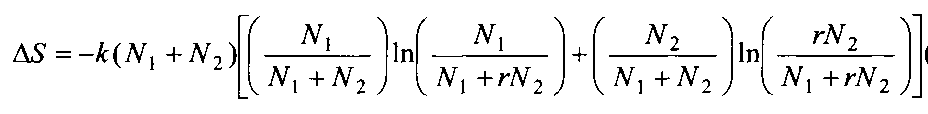 ΔS = −k(N₁ + N₂)[(N₁/(N₁ + N₂)) ln(N₁/(N₁ + rN₂)) + (N₂/(N₁ + N₂)) ln(rN₂/(N₁ + rN₂))](